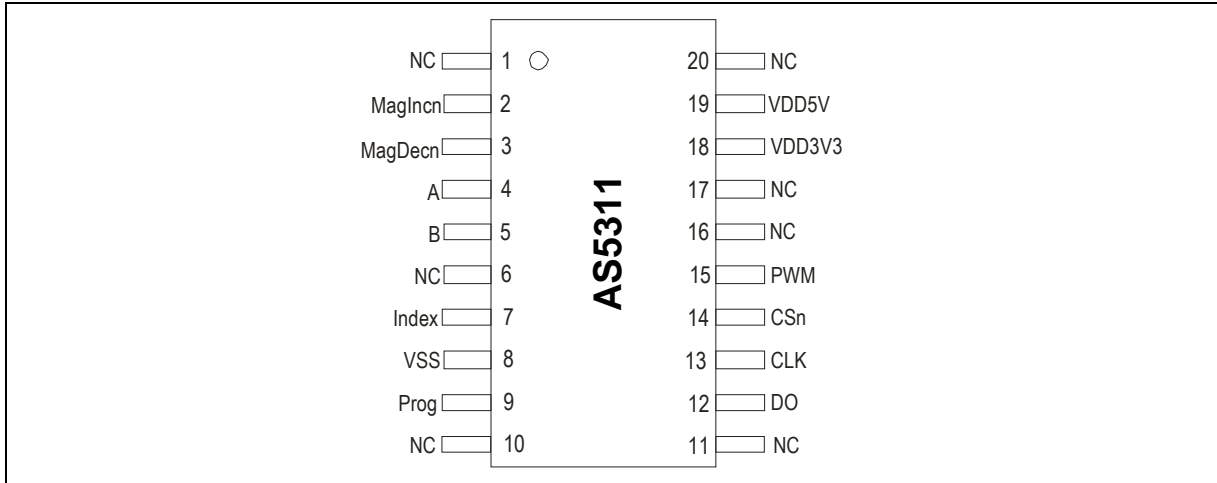 NC 1 20 NC
MagIncn 2 19 VDD5V
MagDecn 3 18 VDD3V3
A 4 17 NC
B 5 16 NC
NC 6 15 PWM
Index 7 14 CSn
VSS 8 13 CLK
Prog 9 12 DO
NC 10 11 NC
AS5311